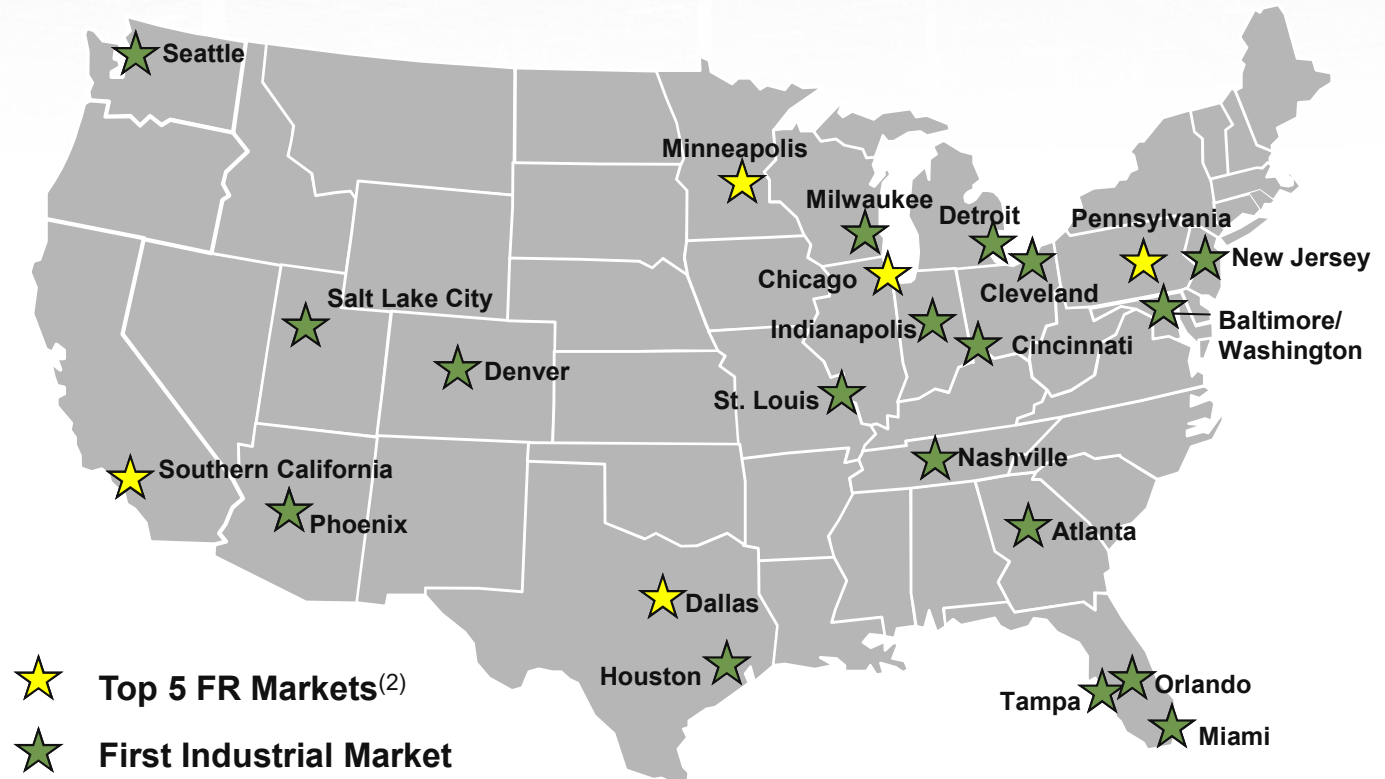 Seattle
Minneapolis
Milwaukee
Detroit
Pennsylvania
New Jersey
Chicago
Cleveland
Salt Lake City
Indianapolis
Baltimore/
Washington
Cincinnati
Denver
St. Louis
Nashville
Southern California
Phoenix
Atlanta
Dallas
Houston
Orlando
Tampa
Miami
Top 5 FR Markets(2)
First Industrial Market